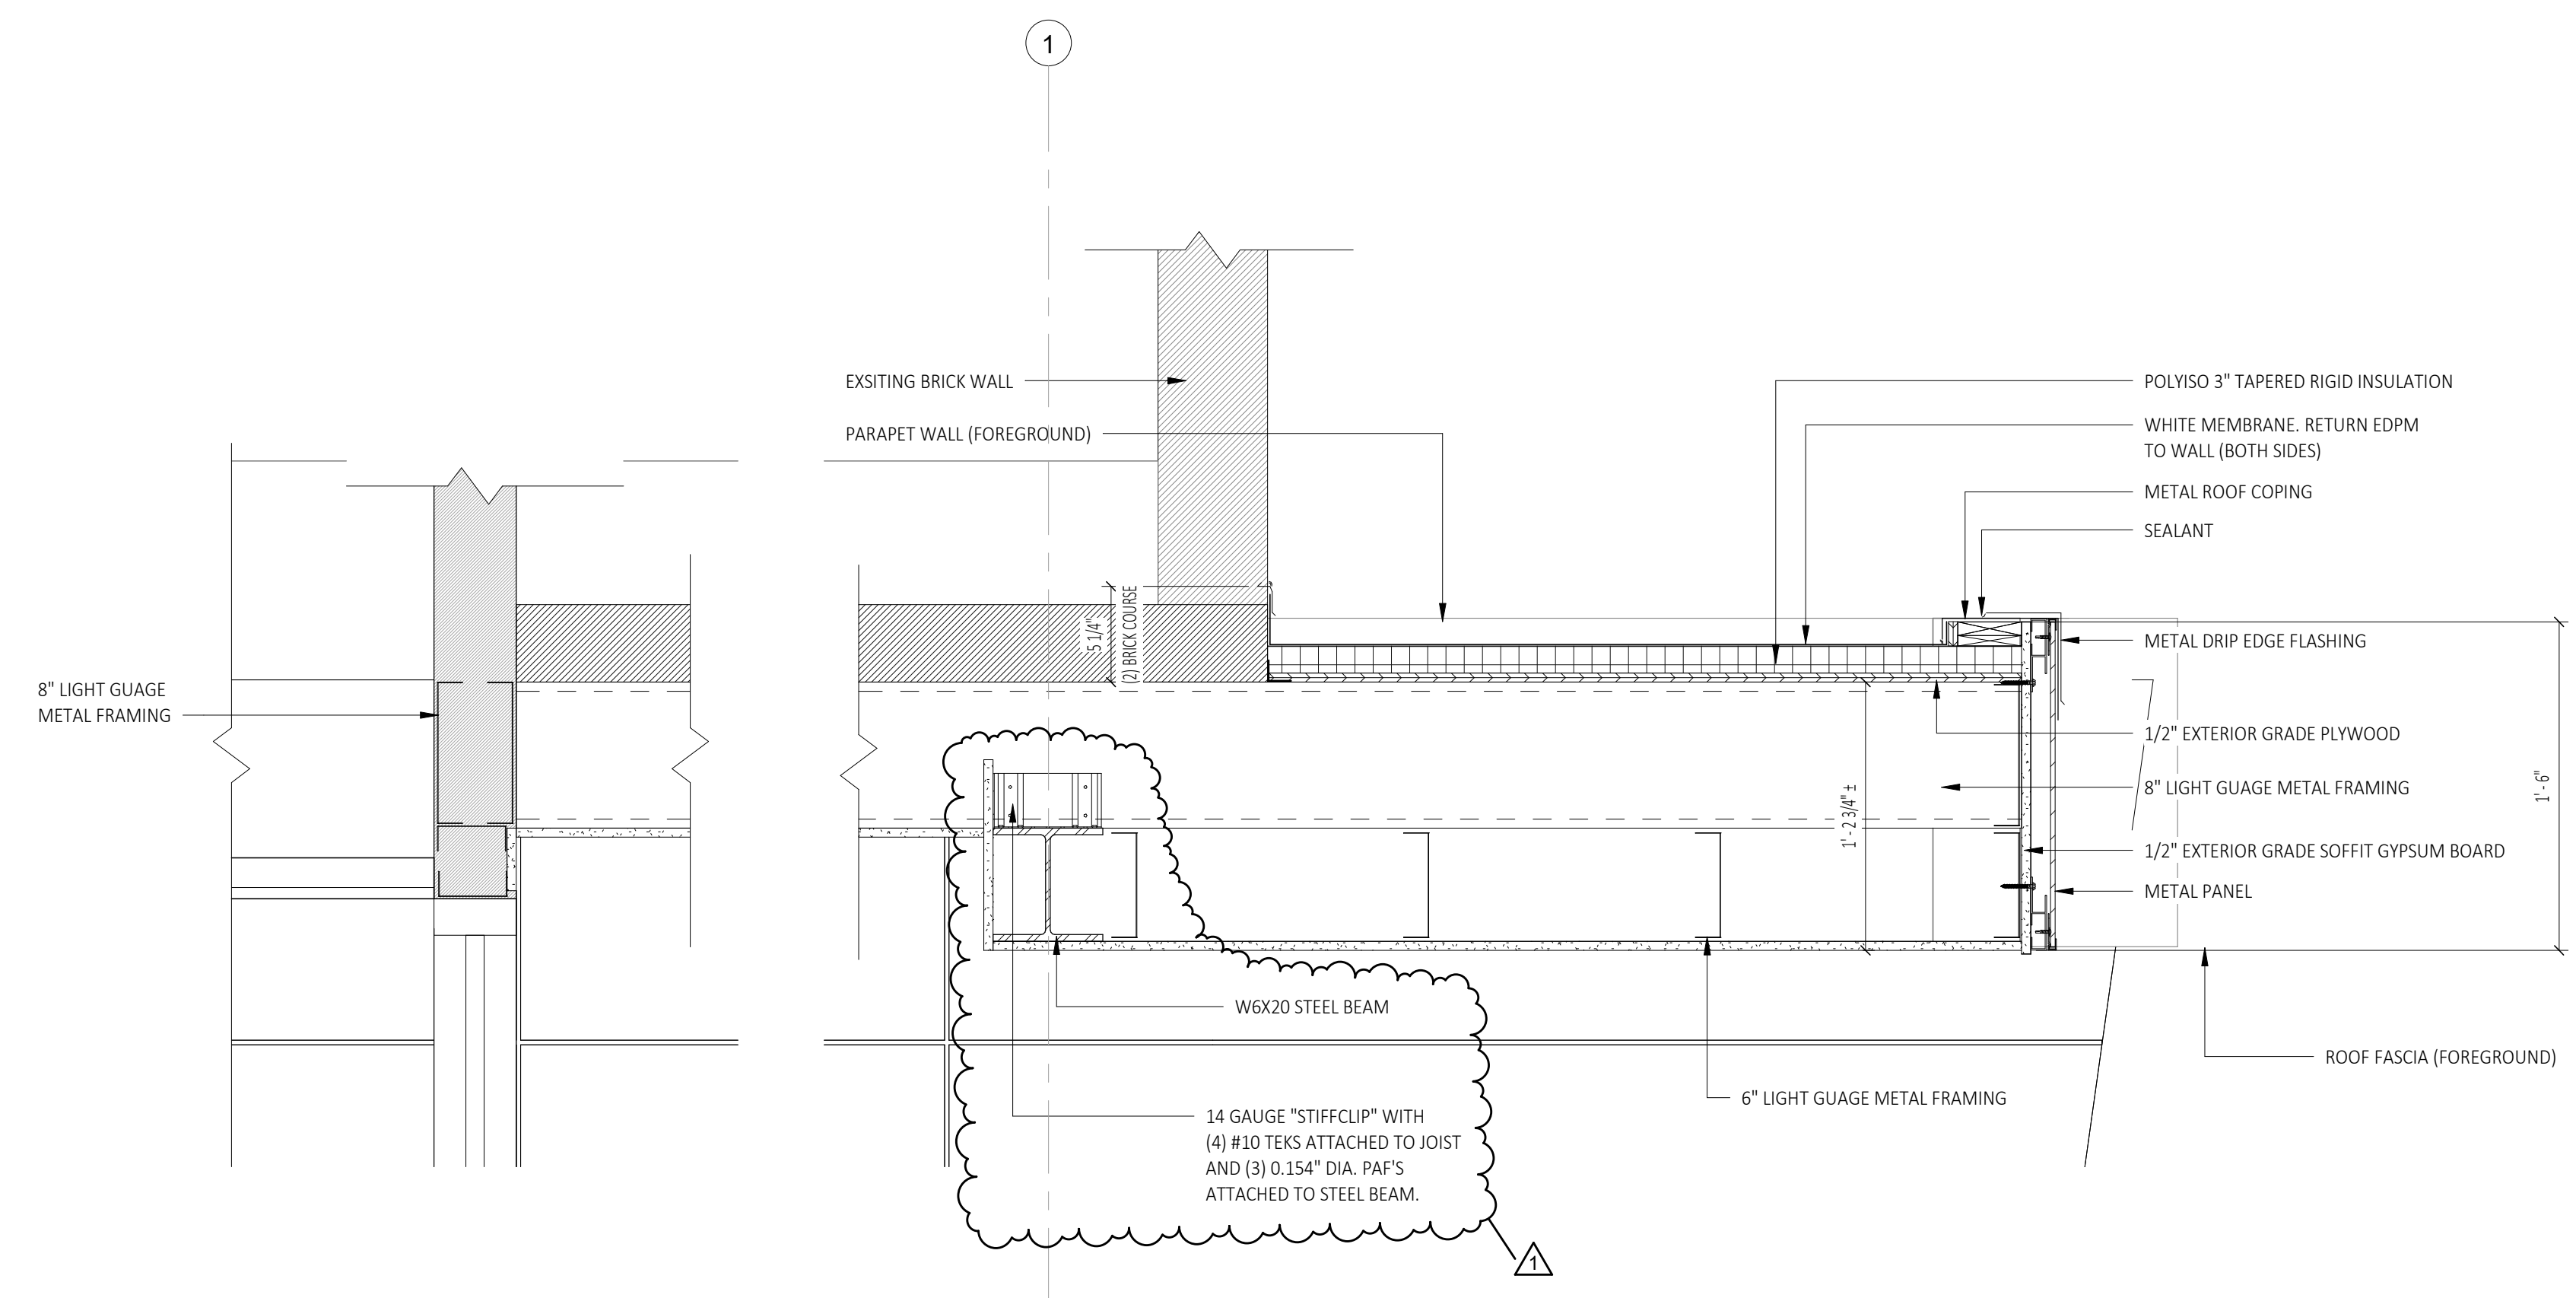 1
EXSITING BRICK WALL
PARAPET WALL (FOREGROUND)
POLYISO 3" TAPERED RIGID INSULATION
WHITE MEMBRANE. RETURN EDPM
TO WALL (BOTH SIDES)
METAL ROOF COPING
SEALANT
5 1/4"
(2) BRICK COURSE
METAL DRIP EDGE FLASHING
8" LIGHT GUAGE
METAL FRAMING
1/2" EXTERIOR GRADE PLYWOOD
8" LIGHT GUAGE METAL FRAMING
1' - 2 3/4" ±
1' - 6"
1/2" EXTERIOR GRADE SOFFIT GYPSUM BOARD
METAL PANEL
W6X20 STEEL BEAM
ROOF FASCIA (FOREGROUND)
6" LIGHT GUAGE METAL FRAMING
14 GAUGE "STIFFCLIP" WITH
(4) #10 TEKS ATTACHED TO JOIST
AND (3) 0.154" DIA. PAF'S
ATTACHED TO STEEL BEAM.
1